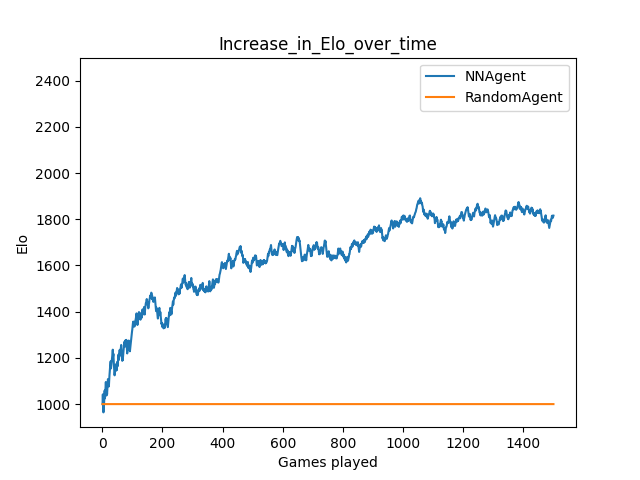 Increase_in_Elo_over_time
NNAgent
RandomAgent
2400
2200
2000
1800
1600
1400
1200
1000
Elo
0 200 400 600 800 1000 1200 1400
Games played